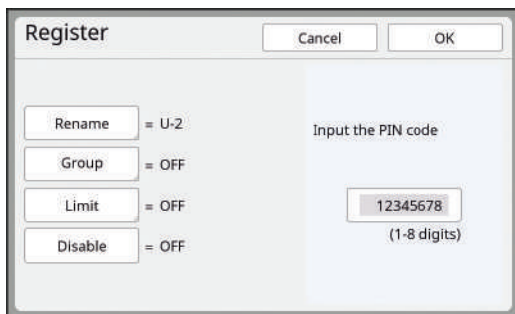 Register
Cancel
OK
Rename = U-2
Group = OFF
Limit = OFF
Disable = OFF
Input the PIN code
12345678
(1-8 digits)